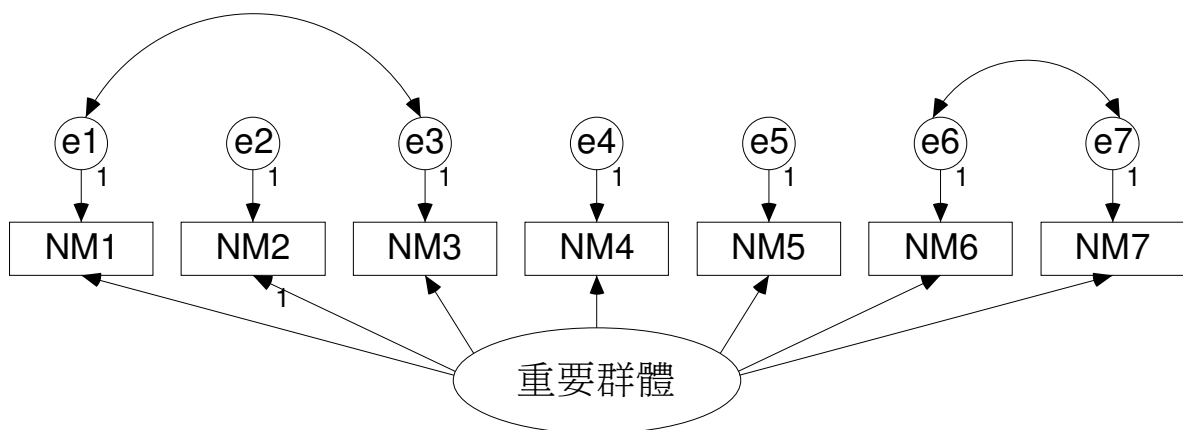 e1 e2 e3 e4 e5 e6 e7
1 1 1 1 1 1 1
NM1 NM2 NM3 NM4 NM5 NM6 NM7
1
重要群體